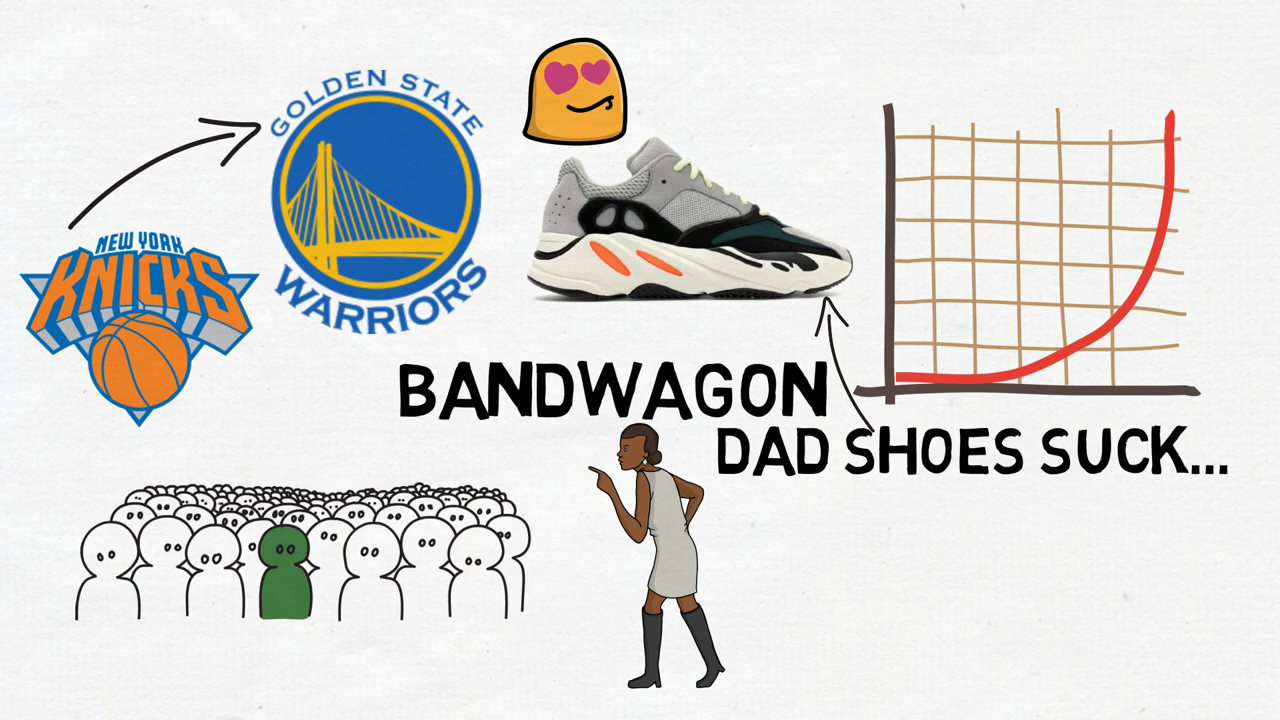 GOLDEN STATE
WARRIORS
NEW YORK
KNICKS
BANDWAGON
DAD SHOES SUCK...